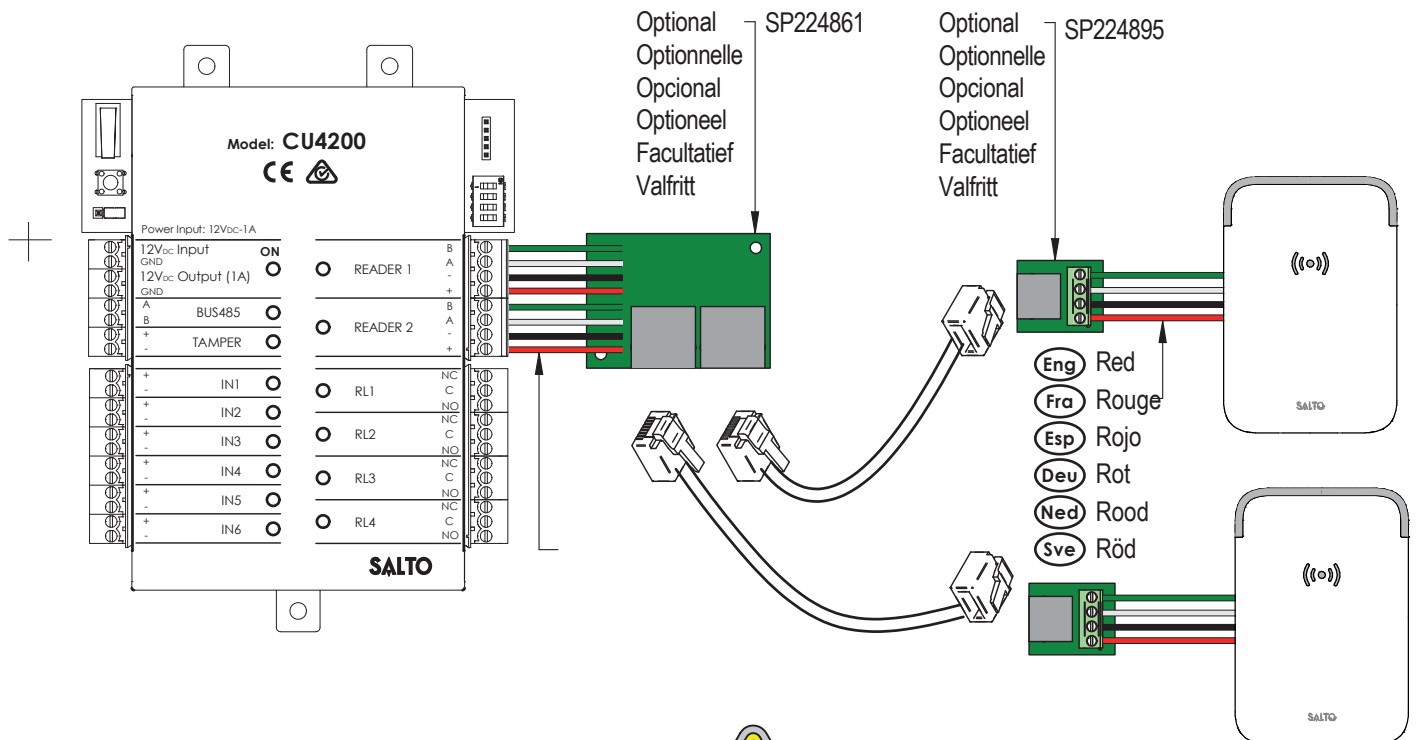 Optional
Optionnelle
Opcional
Optioneel
Facultatief
Valfritt
SP224861
Optional
Optionnelle
Opcional
Optioneel
Facultatief
Valfritt
SP224895
Model: CU4200
CE
Power Input: 12VDC-1A
12VDC Input
GND
12VDC Output (1A)
GND
ON
A
B
BUS485
+
-
TAMPER
+
-
IN1
+
-
IN2
+
-
IN3
+
-
IN4
+
-
IN5
+
-
IN6
READER 1
B
A
-
+
READER 2
B
A
-
+
RL1
NC
C
NO
RL2
NC
C
NO
RL3
NC
C
NO
RL4
NC
C
NO
SALTO
Eng Red
Fra Rouge
Esp Rojo
Deu Rot
Ned Rood
Sve Röd
SALTO
SALTO